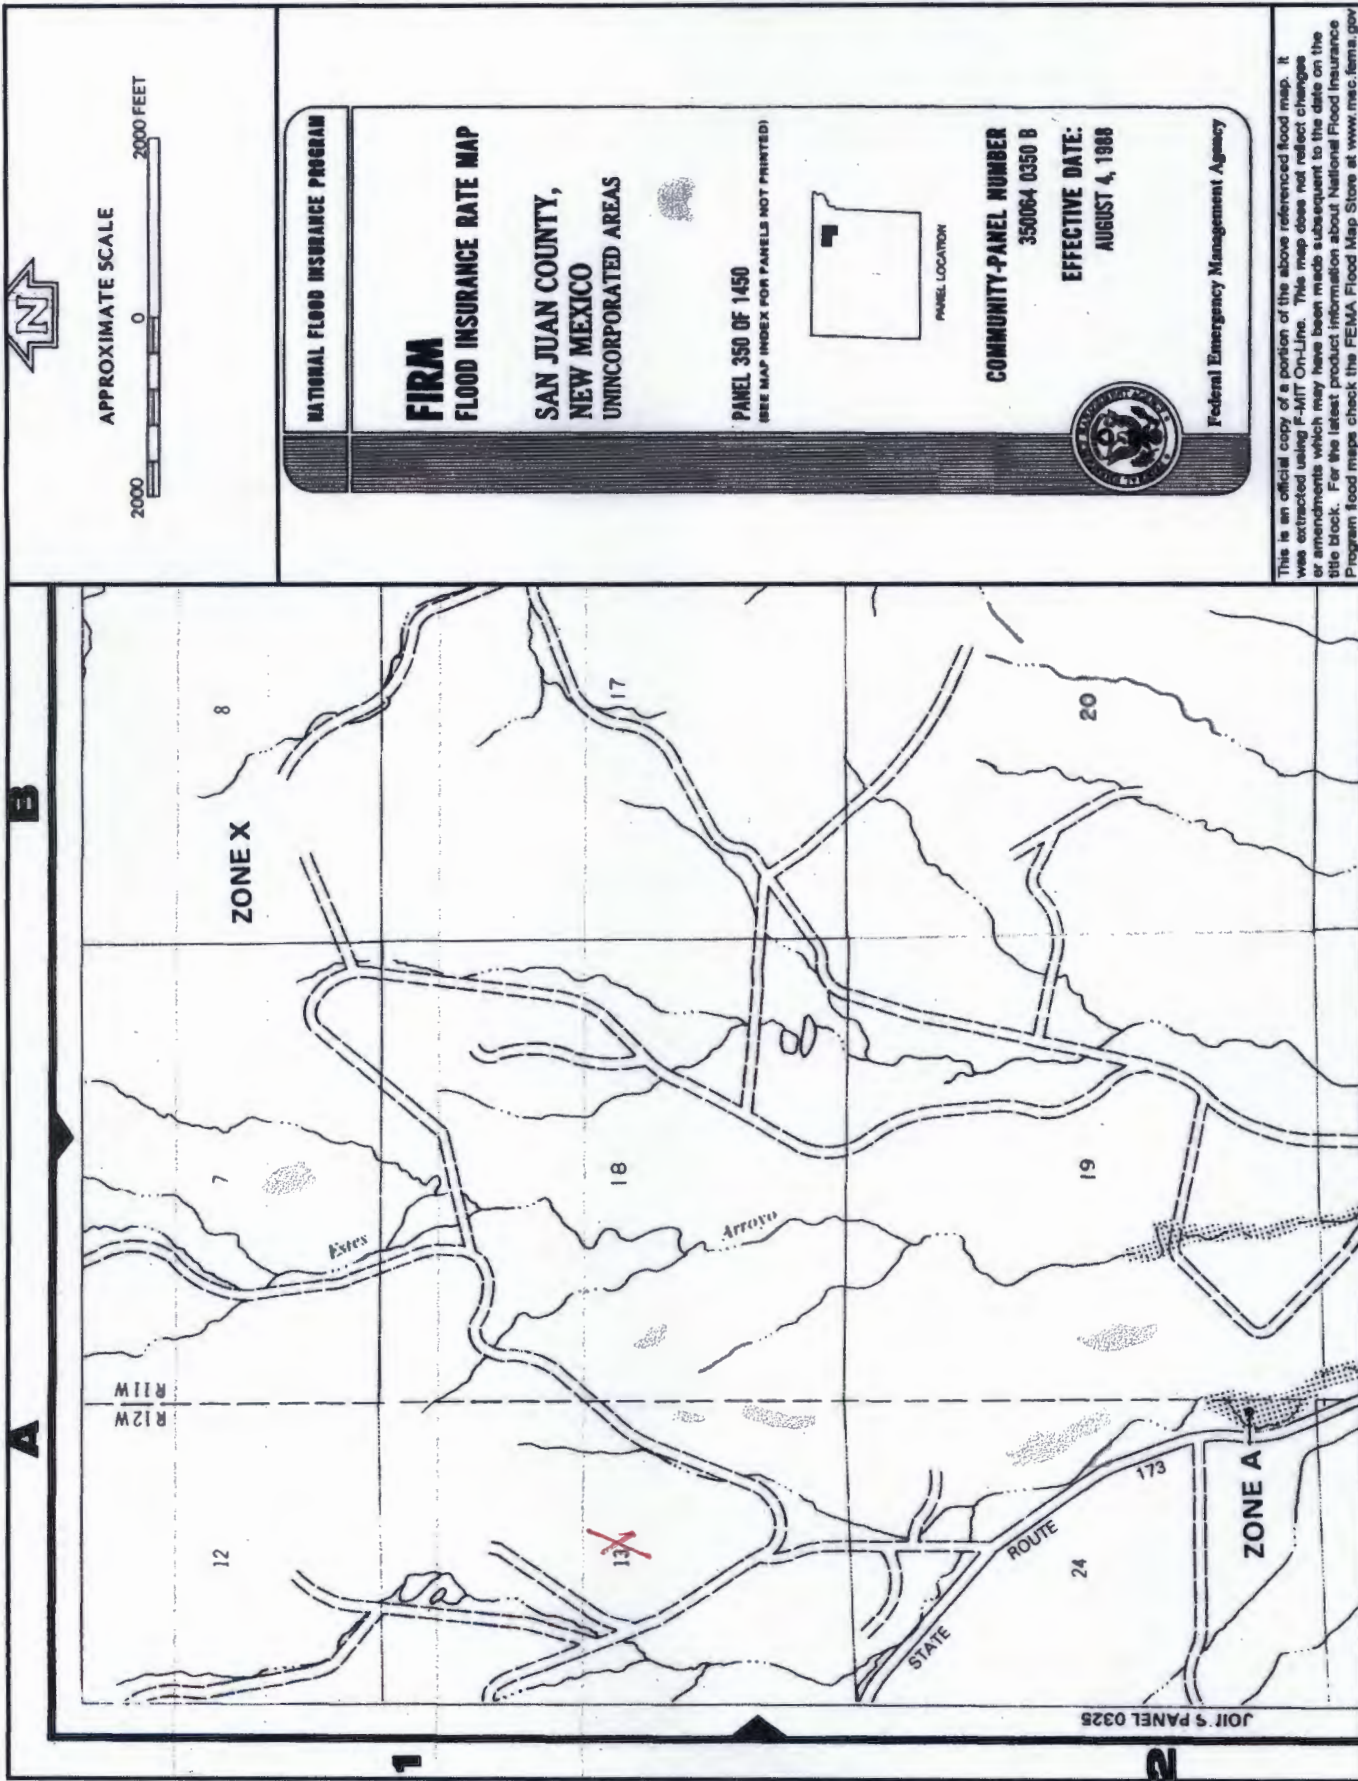 N
APPROXIMATE SCALE
2000 0 2000 FEET
NATIONAL FLOOD INSURANCE PROGRAM
FIRM
FLOOD INSURANCE RATE MAP
SAN JUAN COUNTY,
NEW MEXICO
UNINCORPORATED AREAS
PANEL 350 OF 1450
(SEE MAP INDEX FOR PANELS NOT PRINTED)
PANEL LOCATION
COMMUNITY-PANEL NUMBER
350064 0350 B
EFFECTIVE DATE:
AUGUST 4, 1988
Federal Emergency Management Agency
This is an official copy of a portion of the above referenced flood map. It
was extracted using F-MIT On-Line. This map does not reflect changes
or amendments which may have been made subsequent to the date on the
title block. For the latest product information about National Flood Insurance
Program flood maps check the FEMA Flood Map Store at www.msc.fema.gov
A
B
1
2
R12W
R11W
ZONE X
8
7
12
Estes
17
18
13
Arroyo
20
19
24
STATE
ROUTE
173
ZONE A
PANEL 0325